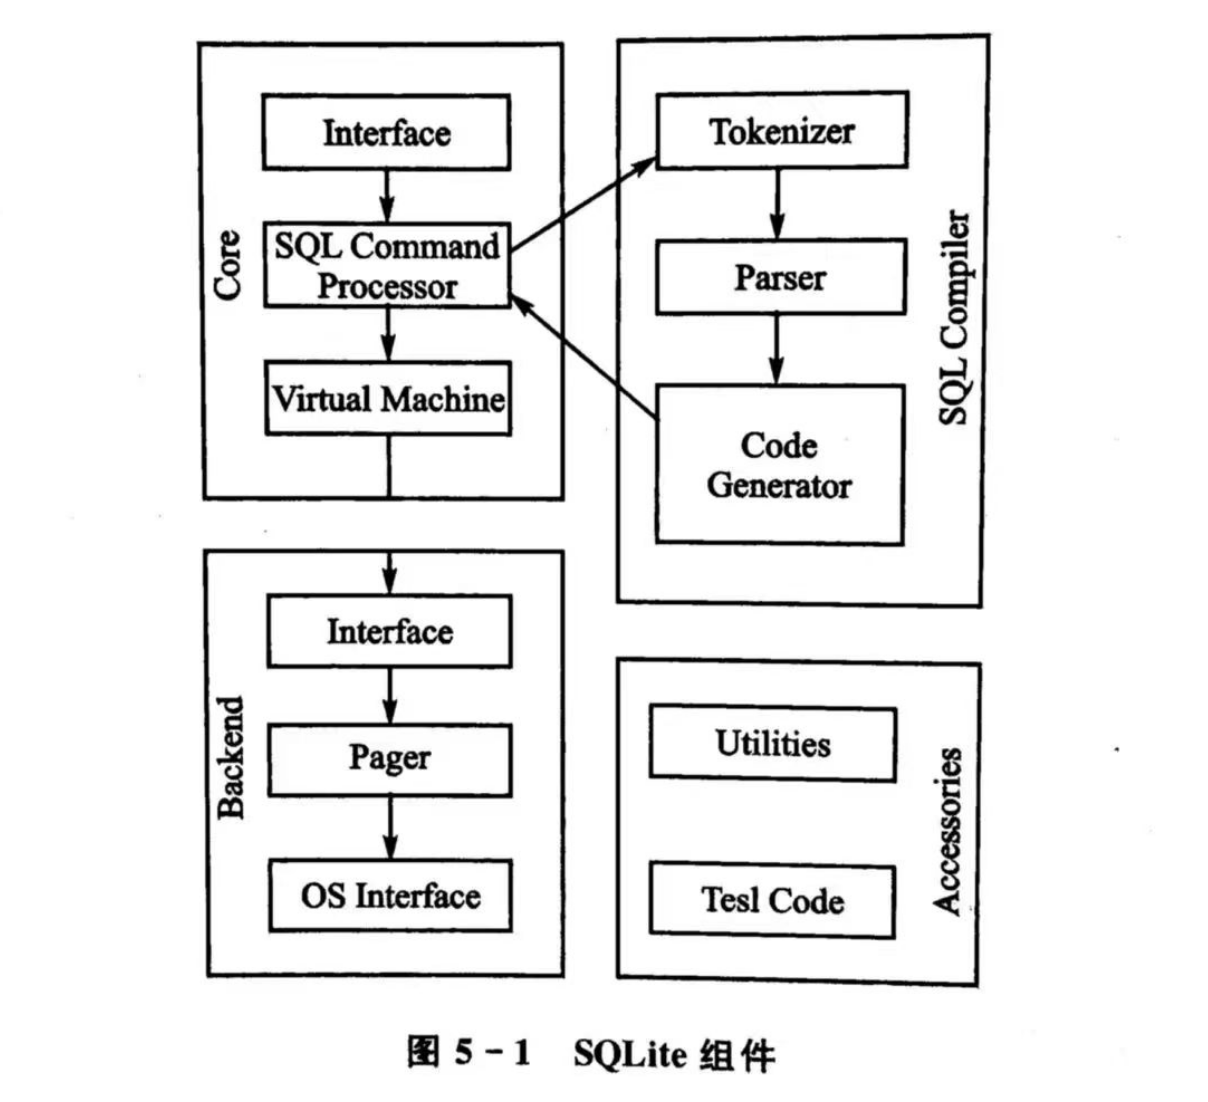 Core
Interface
SQL Command
Processor
Virtual Machine
SQL Compiler
Tokenizer
Parser
Code
Generator
Backend
Interface
Pager
OS Interface
Accessories
Utilities
Tesl Code
图 5-1 SQLite 组件